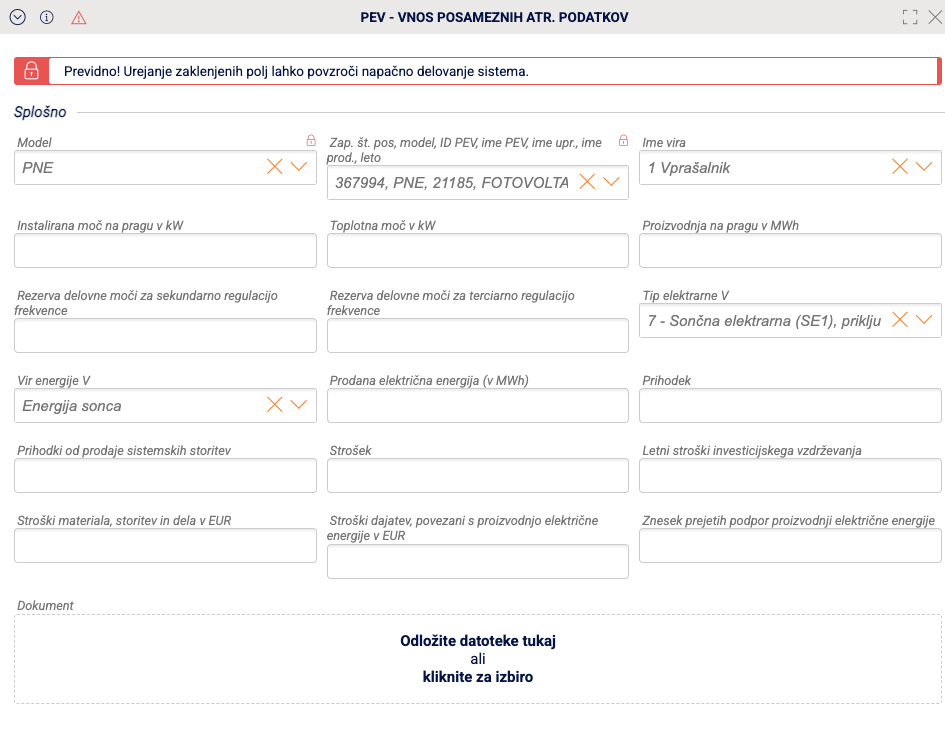 PEV - VNOS POSAMEZNIH ATR. PODATKOV
Previdno! Urejanje zaklenjenih polj lahko povzroči napačno delovanje sistema.
Splošno
Model
PNE
Zap. št. pos, model, ID PEV, ime PEV, ime upr., ime
prod., leto
367994, PNE, 21185, FOTOVOLTA
Ime vira
1 Vprašalnik
Instalirana moč na pragu v kW
Toplotna moč v kW
Proizvodnja na pragu v MWh
Rezerva delovne moči za sekundarno regulacijo
frekvence
Rezerva delovne moči za terciarno regulacijo
frekvence
Tip elektrarne V
7 - Sončna elektrarna (SE1), priklju
Vir energije V
Energija sonca
Prodana električna energija (v MWh)
Prihodek
Prihodki od prodaje sistemskih storitev
Strošek
Letni stroški investicijskega vzdrževanja
Stroški materiala, storitev in dela v EUR
Stroški dajatev, povezani s proizvodnjo električne
energije v EUR
Znesek prejetih podpor proizvodnji električne energije
Dokument
Odložite datoteke tukaj
ali
kliknite za izbiro